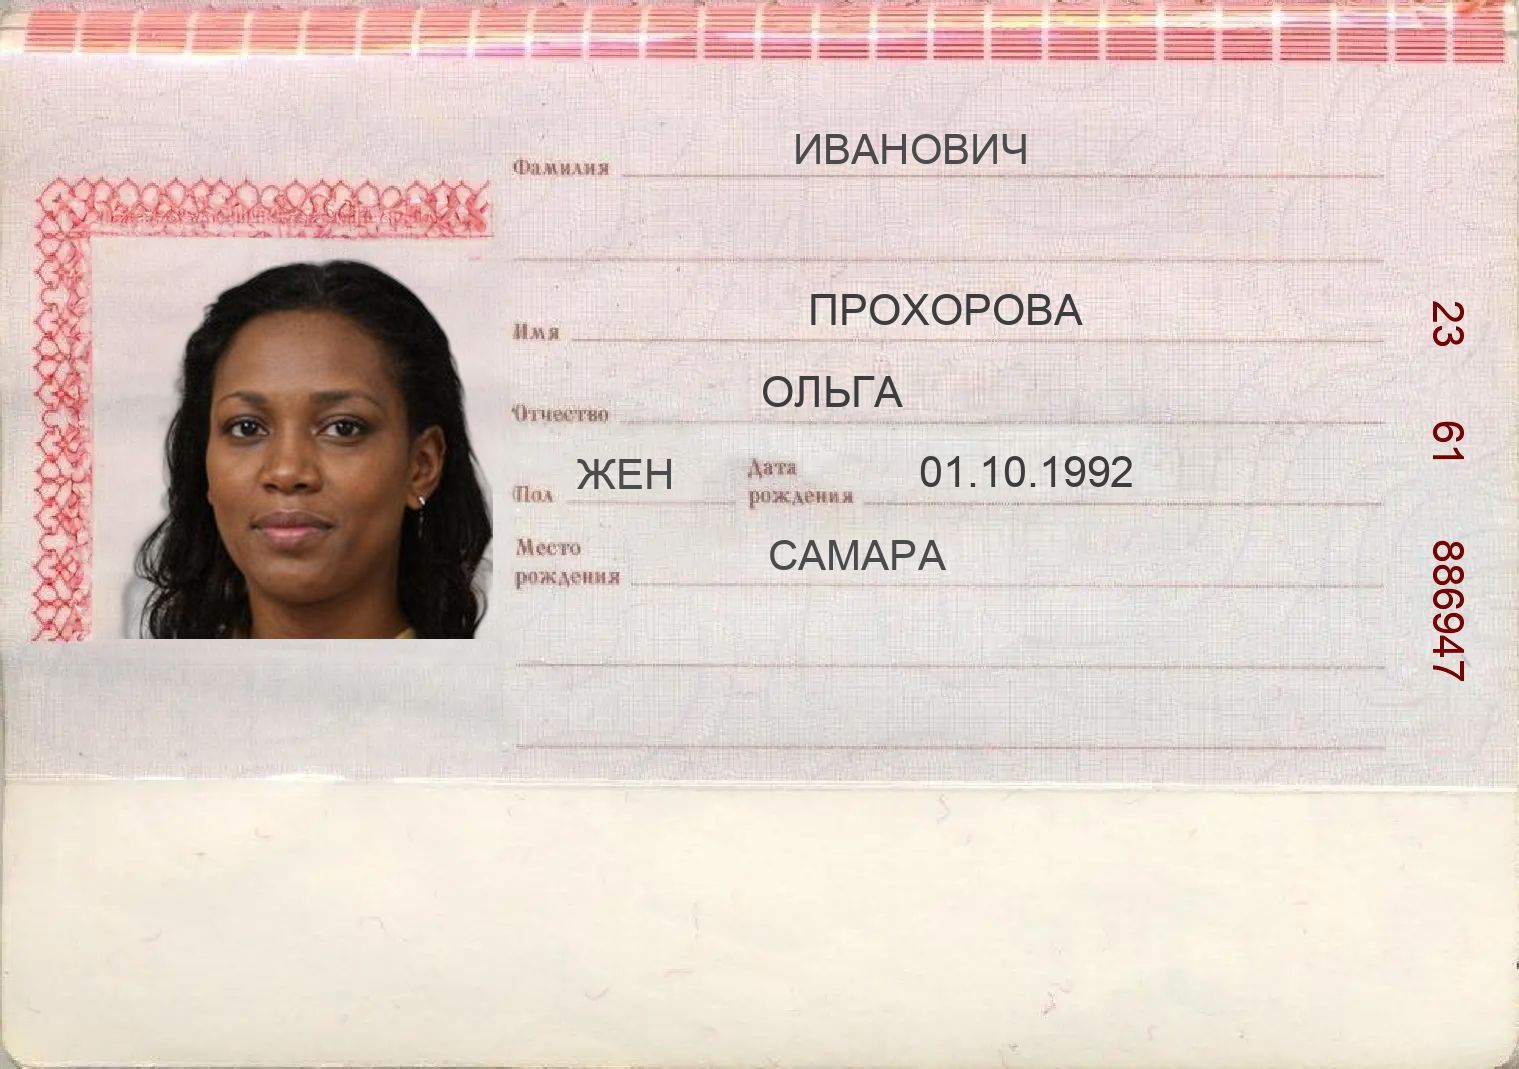 Фамилия ИВАНОВИЧ
Имя ПРОХОРОВА
Отчество ОЛЬГА
Пол ЖЕН Дата рождения 01.10.1992
Место рождения САМАРА
23 61 886947